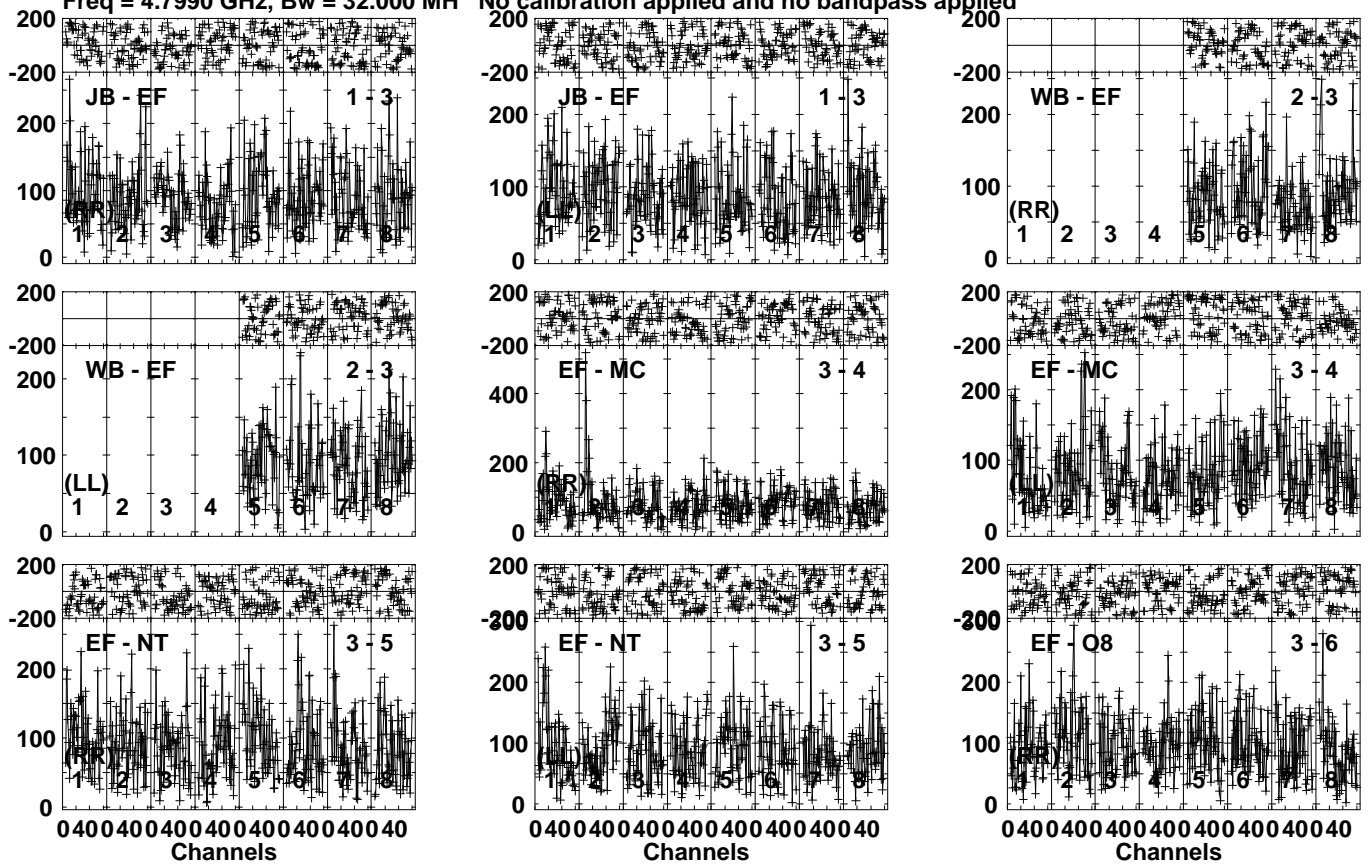 Freq = 4.7990 GHz, Bw = 32.000 MH No calibration applied and no bandpass applied
200 200 200
-200 -200 -200
JB - EF 1 - 3 JB - EF 1 - 3 WB - EF 2 - 3
200 200 200
100 100 100
(RR) (LL) (RR)
1 2 3 4 5 6 7 8 1 2 3 4 5 6 7 8 1 2 3 4 5 6 7 8
0 0 0
200 200 200
-200 -200 -200
WB - EF 2 - 3 EF - MC 3 - 4 EF - MC 3 - 4
200 400 200
100 200 100
(LL) (RR) (LL)
1 2 3 4 5 6 7 8 1 2 3 4 5 6 7 8 1 2 3 4 5 6 7 8
0 0 0
200 200 200
-200 -200 300 -200 300
EF - NT 3 - 5 EF - NT 3 - 5 EF - O8 3 - 6
200 200 200
100 100 100
(RR) (LL) (RR)
1 2 3 4 5 6 7 8 1 2 3 4 5 6 7 8 1 2 3 4 5 6 7 8
0 0 0
0 40 0 40 0 40 0 40 0 40 0 40 0 40 0 40 0 40 0 40 0 40 0 40 0 40 0 40 0 40 0 40 0 40 0 40 0 40 0 40 0 40 0 40 0 40 0 40
Channels Channels Channels